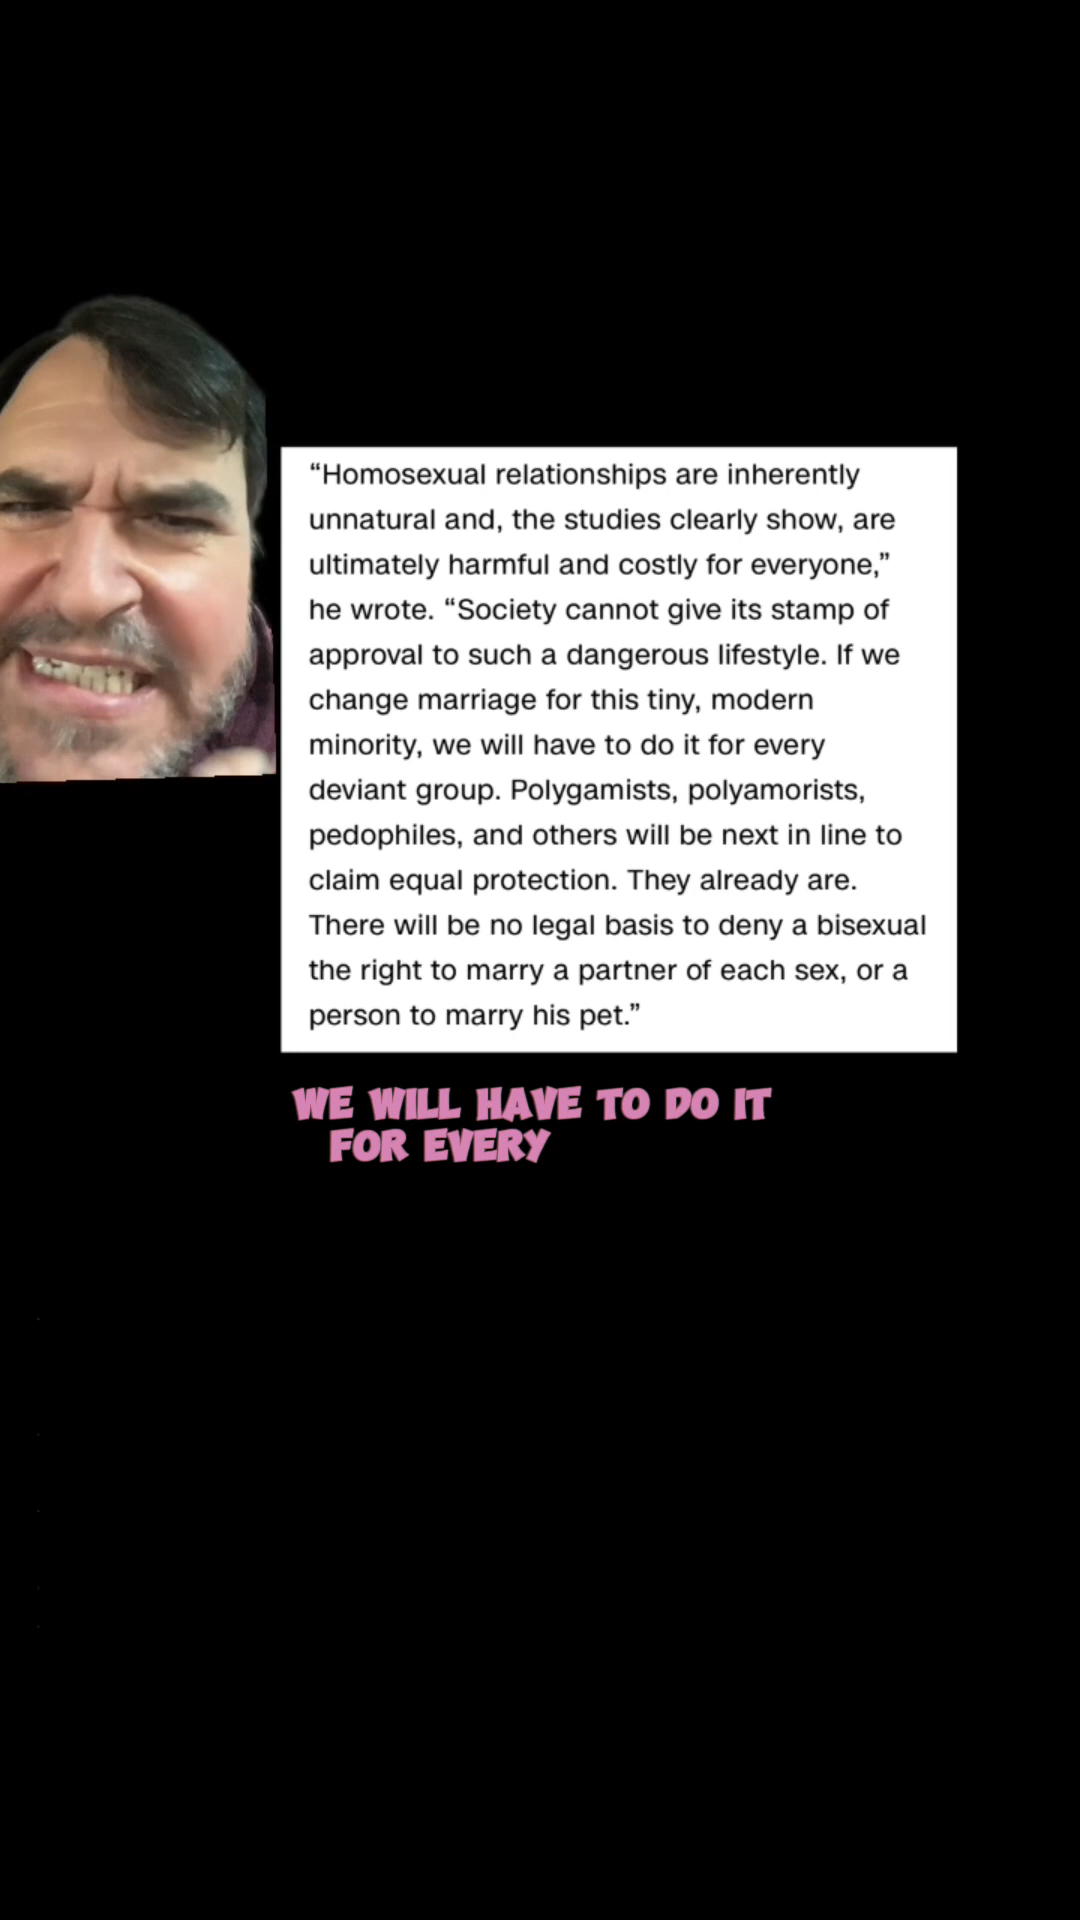 “Homosexual relationships are inherently
unnatural and, the studies clearly show, are
ultimately harmful and costly for everyone,”
he wrote. “Society cannot give its stamp of
approval to such a dangerous lifestyle. If we
change marriage for this tiny, modern
minority, we will have to do it for every
deviant group. Polygamists, polyamorists,
pedophiles, and others will be next in line to
claim equal protection. They already are.
There will be no legal basis to deny a bisexual
the right to marry a partner of each sex, or a
person to marry his pet.”
WE WILL HAVE TO DO IT
FOR EVERY